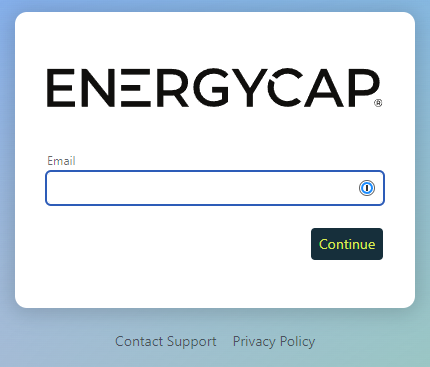 ENERGYCAP®
Email
Continue
Contact Support Privacy Policy